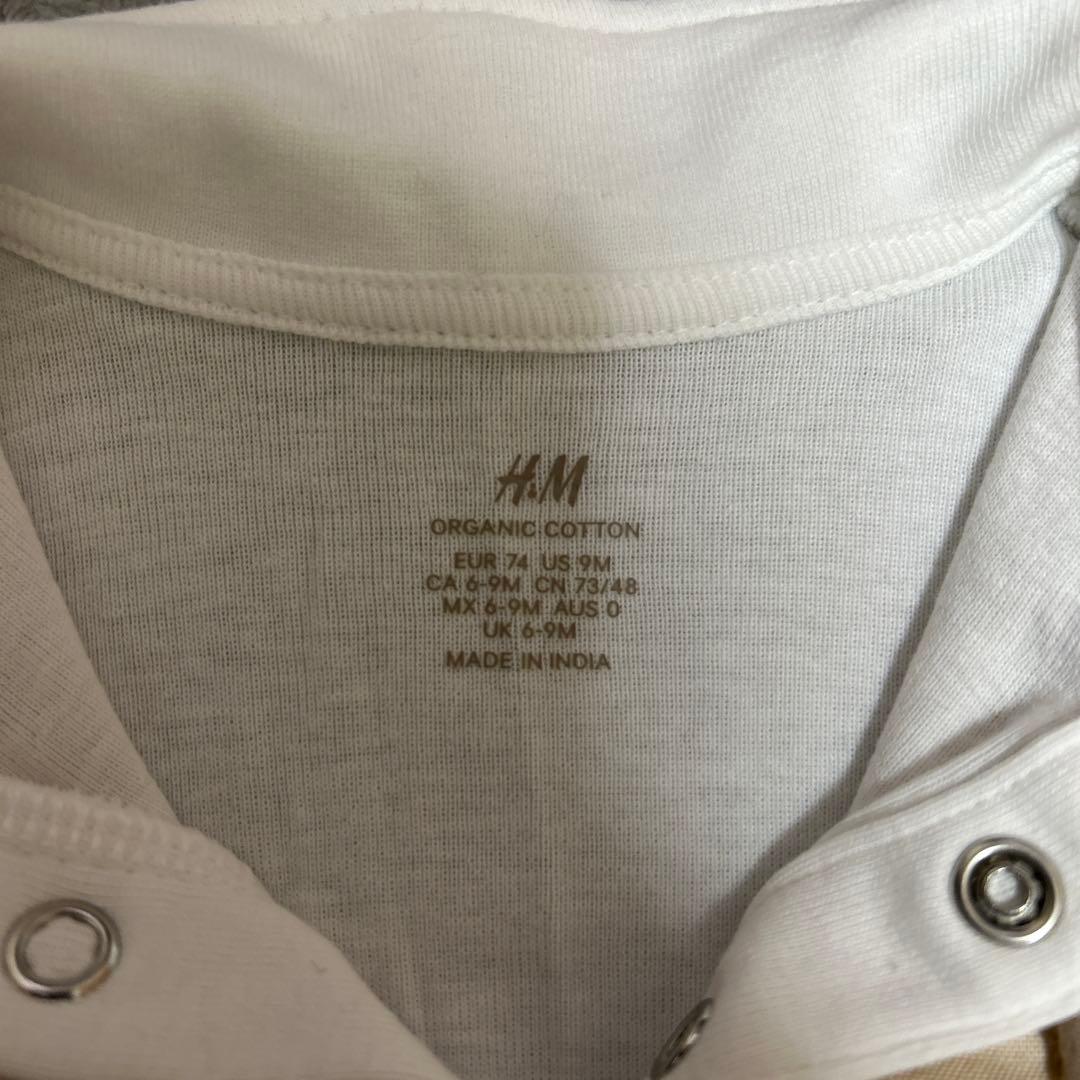 H&M
ORGANIC COTTON
EUR 74 US 9M
CA 6-9M CN 73/48
MX 6-9M AUS 0
UK 6-9M
MADE IN INDIA